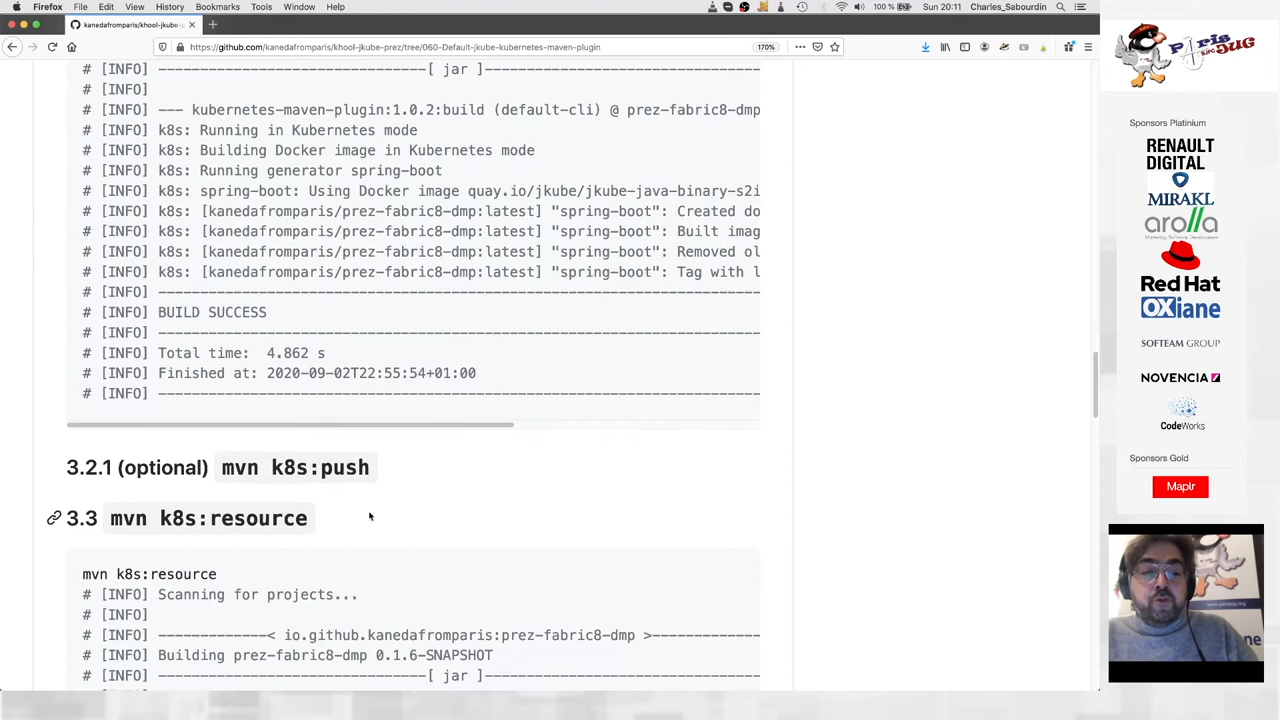 Firefox File Edit View History Bookmarks Tools Window Help
100 % Sun 20:11 Charles_Sabourdin
kanedafromparis/khool-jkube-p
https://github.com/kanedafromparis/khool-jkube-prez/tree/060-Default-jkube-kubernetes-maven-plugin 170%
# [INFO] --------------------------------[ jar ]---------------------------------
# [INFO]
# [INFO] --- kubernetes-maven-plugin:1.0.2:build (default-cli) @ prez-fabric8-dmp
# [INFO] k8s: Running in Kubernetes mode
# [INFO] k8s: Building Docker image in Kubernetes mode
# [INFO] k8s: Running generator spring-boot
# [INFO] k8s: spring-boot: Using Docker image quay.io/jkube/jkube-java-binary-s2i
# [INFO] k8s: [kanedafromparis/prez-fabric8-dmp:latest] "spring-boot": Created do
# [INFO] k8s: [kanedafromparis/prez-fabric8-dmp:latest] "spring-boot": Built imag
# [INFO] k8s: [kanedafromparis/prez-fabric8-dmp:latest] "spring-boot": Removed ol
# [INFO] k8s: [kanedafromparis/prez-fabric8-dmp:latest] "spring-boot": Tag with l
# [INFO] ------------------------------------------------------------------------
# [INFO] BUILD SUCCESS
# [INFO] ------------------------------------------------------------------------
# [INFO] Total time:  4.862 s
# [INFO] Finished at: 2020-09-02T22:55:54+01:00
# [INFO] ------------------------------------------------------------------------
3.2.1 (optional) mvn k8s:push
3.3 mvn k8s:resource
mvn k8s:resource
# [INFO] Scanning for projects...
# [INFO]
# [INFO] -------------< io.github.kanedafromparis:prez-fabric8-dmp >-------------
# [INFO] Building prez-fabric8-dmp 0.1.6-SNAPSHOT
# [INFO] --------------------------------[ jar ]---------------------------------
Paris JUG
Sponsors Platinium
RENAULT
DIGITAL
MIRAKL
arolla
Red Hat
OXiane
SOFTEAM GROUP
NOVENCIA
CodeWorks
Sponsors Gold
Maplr